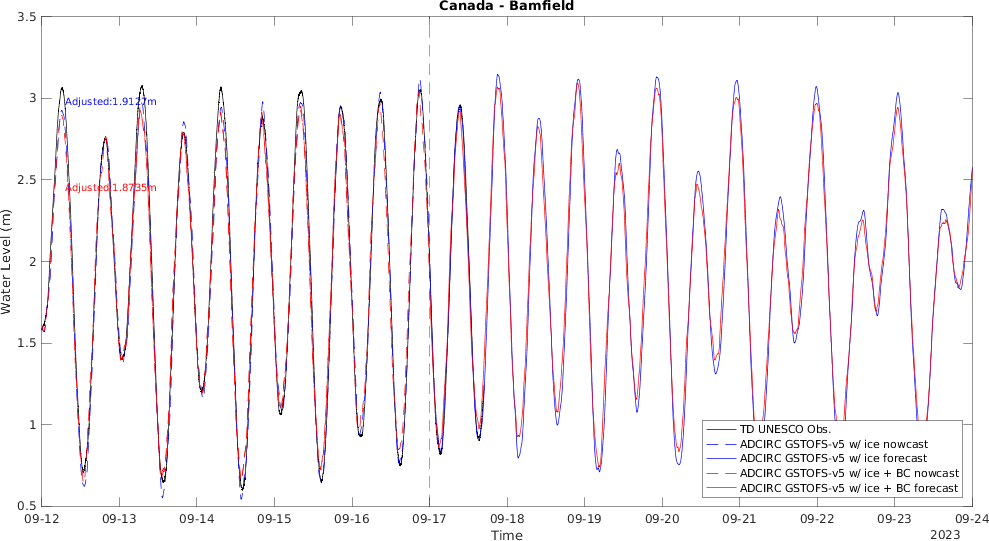 Canada - Bamfield
3.5
3
2.5
2
1.5
1
0.5
Water Level (m)
Adjusted:1.9127m
Adjusted:1.8735m
TD UNESCO Obs.
ADCIRC GSTOFS-v5 w/ ice nowcast
ADCIRC GSTOFS-v5 w/ ice forecast
ADCIRC GSTOFS-v5 w/ ice + BC nowcast
ADCIRC GSTOFS-v5 w/ ice + BC forecast
09-12 09-13 09-14 09-15 09-16 09-17 09-18 09-19 09-20 09-21 09-22 09-23 09-24
Time
2023